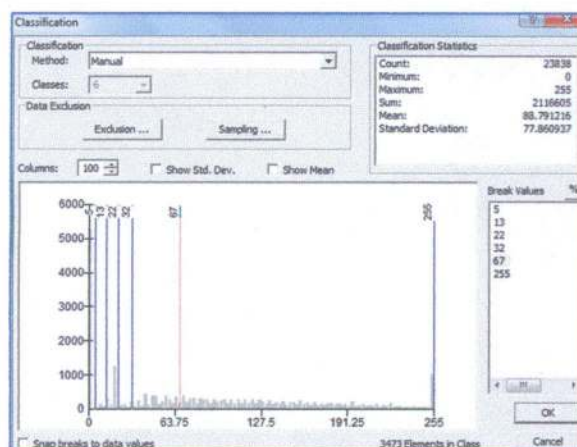 Classification
Classification
Method: Manual
Classes: 6
Data Exclusion
Exclusion ...
Sampling ...
Classification Statistics
Count: 23838
Minimum: 0
Maximum: 255
Sum: 2116605
Mean: 88.791216
Standard Deviation: 77.860937
Columns: 100
Show Std. Dev.
Show Mean
Break Values %
5
13
22
32
67
255
6000
5000
4000
3000
2000
1000
0
5
13
22
32
67
255
0 63.75 127.5 191.25 255
OK
Snap breaks to data values
3473 Elements in Class
Cancel